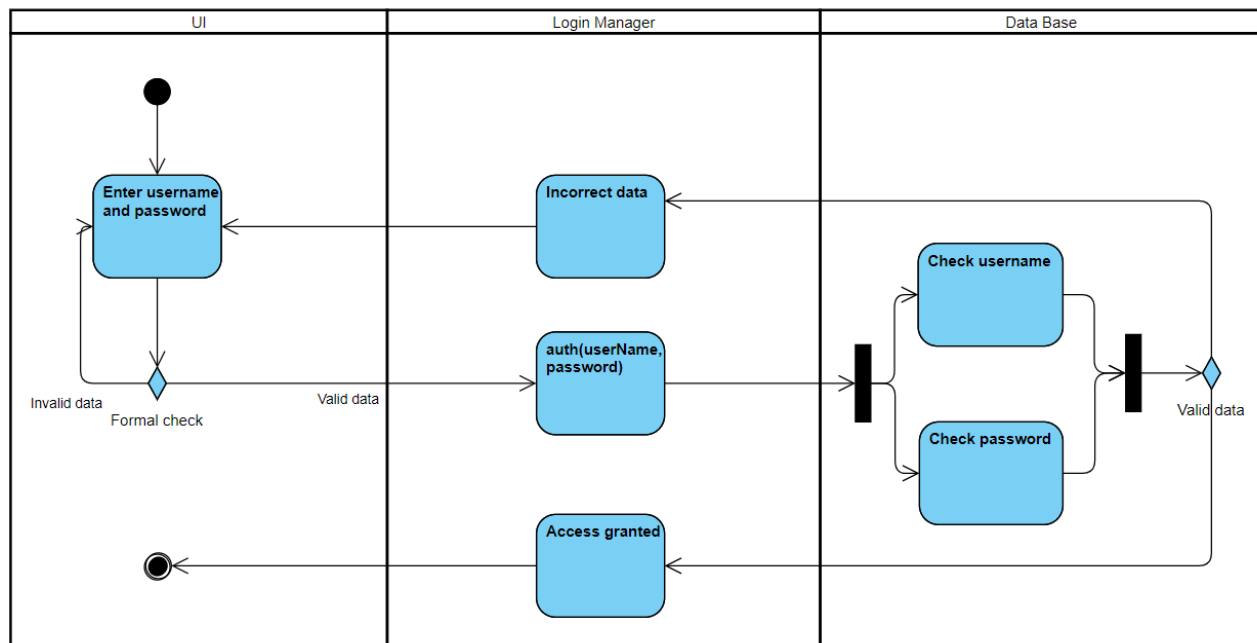 UI
Login Manager
Data Base
Enter username
and password
Incorrect data
Check username
auth(userName,
password)
Invalid data
Formal check
Valid data
Valid data
Check password
Access granted